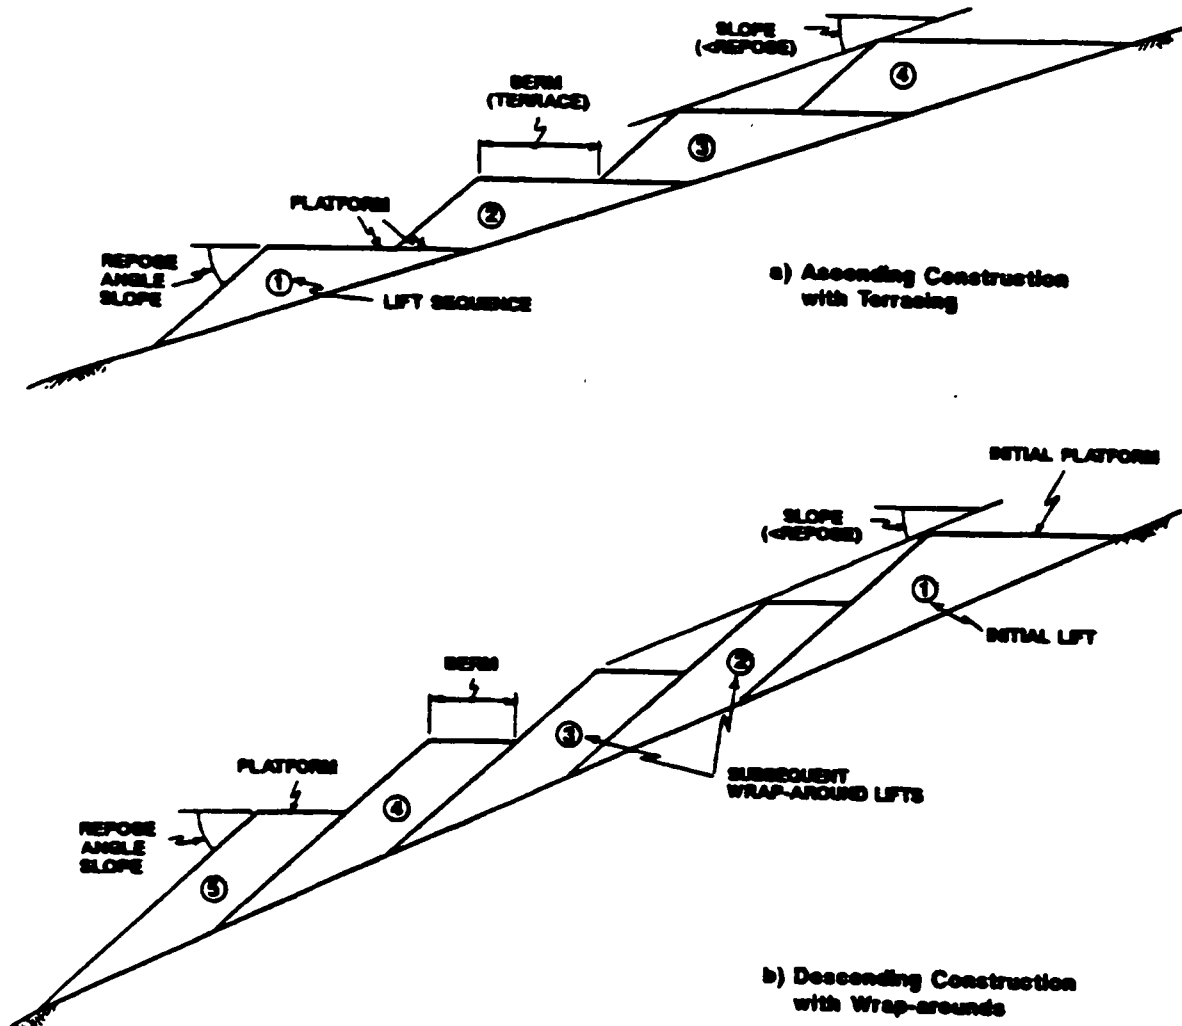 SLOPE
(<REPOSE)
④
BERM
(TERRACE)
③
PLATFORM
②
REPOSE
ANGLE
SLOPE
①
LIFT SEQUENCE
a) Ascending Construction
with Terracing
INITIAL PLATFORM
SLOPE
(<REPOSE)
①
INITIAL LIFT
BERM
②
③
SUBSEQUENT
WRAP-AROUND LIFTS
PLATFORM
④
REPOSE
ANGLE
SLOPE
⑤
b) Descending Construction
with Wrap-arounds